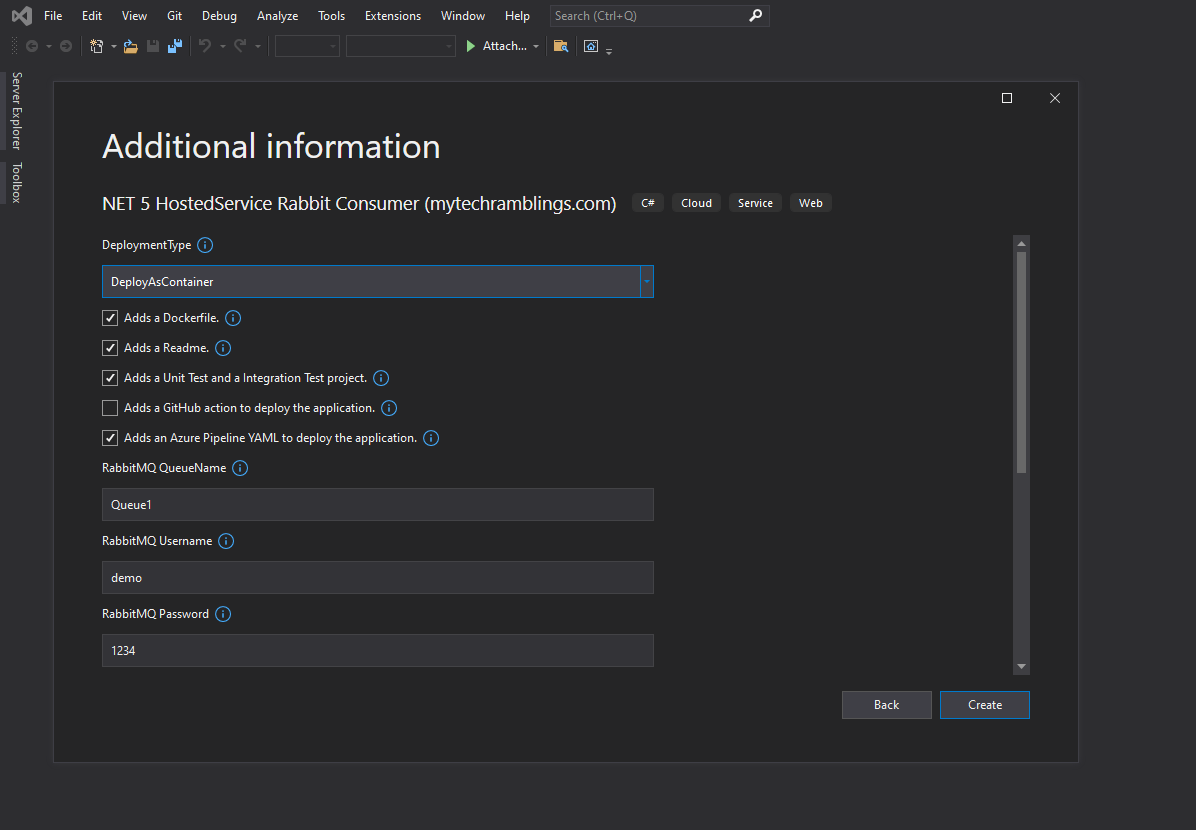 File Edit View Git Debug Analyze Tools Extensions Window Help Search (Ctrl+Q)
Attach...
Server Explorer
Toolbox
Additional information
NET 5 HostedService Rabbit Consumer (mytechramblings.com) C# Cloud Service Web
DeploymentType
DeployAsContainer
Adds a Dockerfile.
Adds a Readme.
Adds a Unit Test and a Integration Test project.
Adds a GitHub action to deploy the application.
Adds an Azure Pipeline YAML to deploy the application.
RabbitMQ QueueName
Queue1
RabbitMQ Username
demo
RabbitMQ Password
1234
Back Create